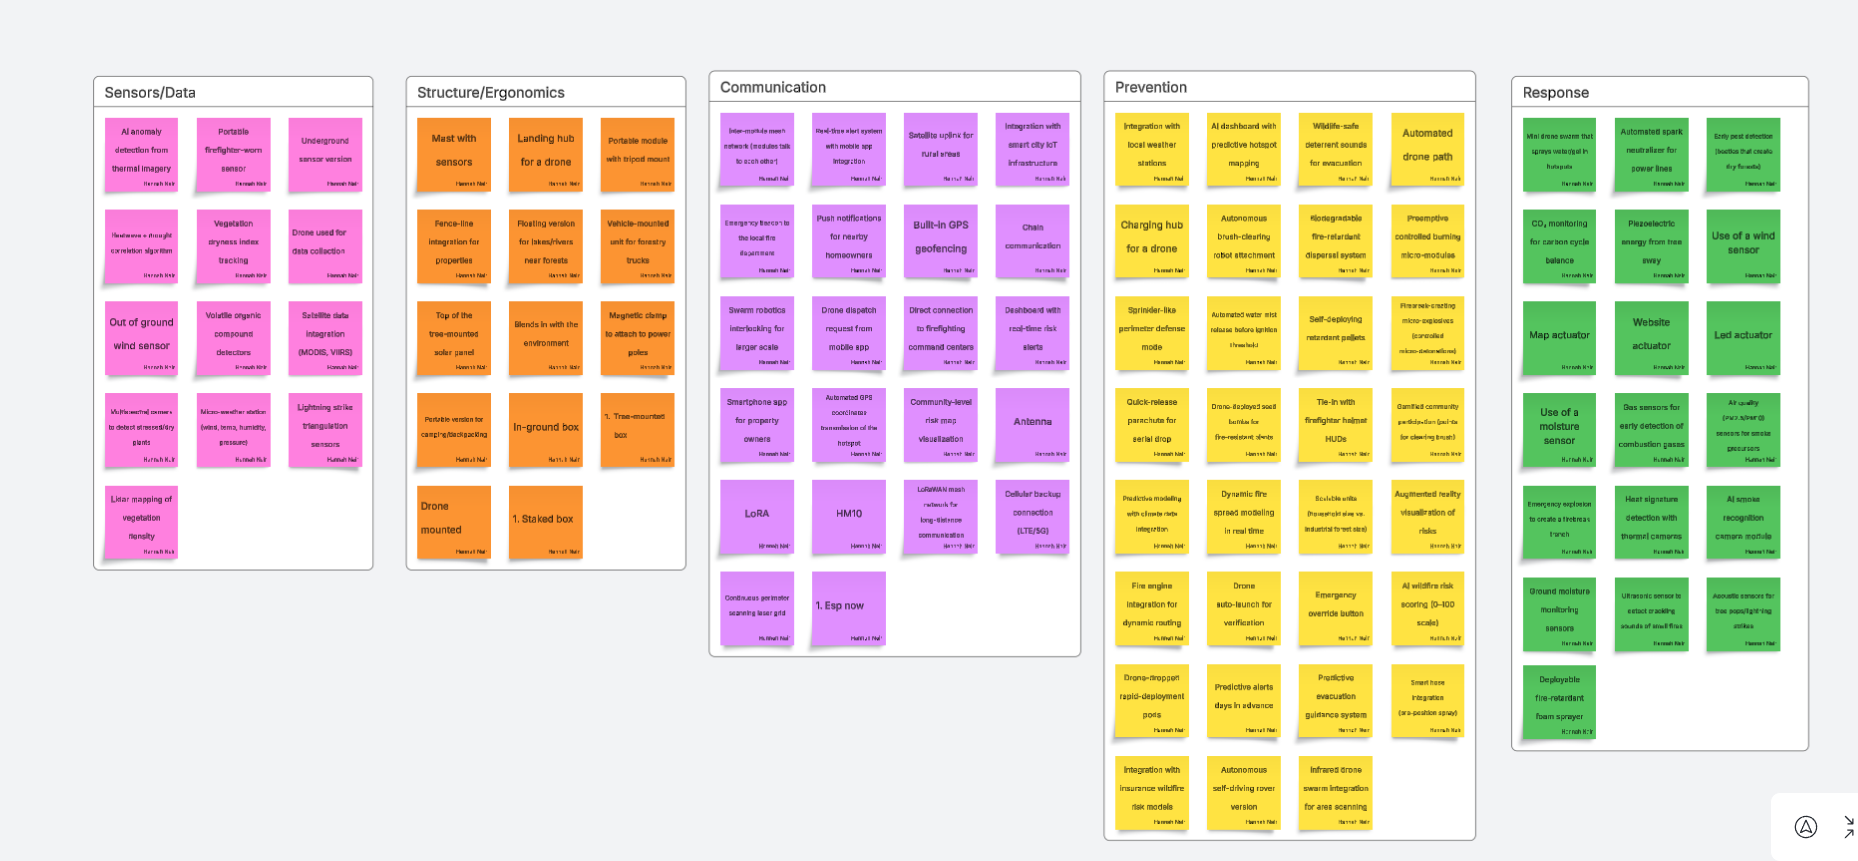 Sensors/Data
AI anomaly
detection from
thermal imagery
Hannah Nair
Portable
firefighter-worn
sensor
Hannah Nair
Underground
sensor version
Hannah Nair
Heatwave + drought
correlation algorithm
Hannah Nair
Vegetation
dryness index
tracking
Hannah Nair
Drone used for
data collection
Hannah Nair
Out of ground
wind sensor
Hannah Nair
Volatile organic
compound
detectors
Hannah Nair
Satellite data
integration
(MODIS, VIIRS)
Hannah Nair
Multispectral camera
to detect stressed/dry
plants
Hannah Nair
Micro-weather station
(wind, temp, humidity,
pressure)
Hannah Nair
Lightning strike
triangulation
sensors
Hannah Nair
Lidar mapping of
vegetation
density
Hannah Nair
Structure/Ergonomics
Mast with
sensors
Hannah Nair
Landing hub
for a drone
Hannah Nair
Portable module
with tripod mount
Hannah Nair
Fence-line
integration for
properties
Hannah Nair
Floating version
for lakes/rivers
near forests
Hannah Nair
Vehicle-mounted
unit for forestry
trucks
Hannah Nair
Top of the
tree-mounted
solar panel
Hannah Nair
Blends in with the
environment
Hannah Nair
Magnetic clamp
to attach to power
poles
Hannah Nair
Portable version for
camping/backpacking
Hannah Nair
In-ground box
Hannah Nair
1. Tree-mounted
box
Hannah Nair
Drone
mounted
Hannah Nair
1. Staked box
Hannah Nair
Communication
Inter-module mesh
network (modules talk
to each other)
Hannah Nair
Real-time alert system
with mobile app
integration
Hannah Nair
Satellite uplink for
rural areas
Hannah Nair
Integration with
smart city IoT
infrastructure
Hannah Nair
Emergency beacon to
the local fire
department
Hannah Nair
Push notifications
for nearby
homeowners
Hannah Nair
Built-in GPS
geofencing
Hannah Nair
Chain
communication
Hannah Nair
Swarm robotics
interlocking for
larger scale
Hannah Nair
Drone dispatch
request from
mobile app
Hannah Nair
Direct connection
to firefighting
command centers
Hannah Nair
Dashboard with
real-time risk
alerts
Hannah Nair
Smartphone app
for property
owners
Hannah Nair
Automated GPS
coordinates
transmission of the
hotspot
Hannah Nair
Community-level
risk map
visualization
Hannah Nair
Antenna
Hannah Nair
LoRA
Hannah Nair
HM10
Hannah Nair
LoRaWAN mesh
network for
long-distance
communication
Hannah Nair
Cellular backup
connection
(LTE/5G)
Hannah Nair
Continuous perimeter
scanning laser grid
Hannah Nair
1. Esp now
Hannah Nair
Prevention
Integration with
local weather
stations
Hannah Nair
AI dashboard with
predictive hotspot
mapping
Hannah Nair
Wildlife-safe
deterrent sounds
for evacuation
Hannah Nair
Automated
drone path
Hannah Nair
Charging hub
for a drone
Hannah Nair
Autonomous
brush-clearing
robot attachment
Hannah Nair
Biodegradable
fire-retardant
dispersal system
Hannah Nair
Preemptive
controlled burning
micro-modules
Hannah Nair
Sprinkler-like
perimeter defense
mode
Hannah Nair
Automated water mist
release before ignition
threshold
Hannah Nair
Self-deploying
retardant pellets
Hannah Nair
Firebreak-creating
micro-explosives
(controlled
micro-detonations)
Hannah Nair
Quick-release
parachute for
aerial drop
Hannah Nair
Drone-deployed seed
bombs for
fire-resistant plants
Hannah Nair
Tie-in with
firefighter helmet
HUDs
Hannah Nair
Gamified community
participation (points
for clearing brush)
Hannah Nair
Predictive modeling
with climate data
integration
Hannah Nair
Dynamic fire
spread modeling
in real time
Hannah Nair
Scalable units
(household size vs.
industrial forest size)
Hannah Nair
Augmented reality
visualization of
risks
Hannah Nair
Fire engine
integration for
dynamic routing
Hannah Nair
Drone
auto-launch for
verification
Hannah Nair
Emergency
override button
Hannah Nair
AI wildfire risk
scoring (0-100
scale)
Hannah Nair
Drone-dropped
rapid-deployment
pods
Hannah Nair
Predictive alerts
days in advance
Hannah Nair
Predictive
evacuation
guidance system
Hannah Nair
Smart hose
integration
(pre-position spray)
Hannah Nair
Integration with
insurance wildfire
risk models
Hannah Nair
Autonomous
self-driving rover
version
Hannah Nair
Infrared drone
swarm integration
for area scanning
Hannah Nair
Response
Mini drone swarm that
sprays water/gel in
hotspots
Hannah Nair
Automated spark
neutralizer for
power lines
Hannah Nair
Early pest detection
(beetles that create
dry forests)
Hannah Nair
CO₂ monitoring
for carbon cycle
balance
Hannah Nair
Piezoelectric
energy from tree
sway
Hannah Nair
Use of a wind
sensor
Hannah Nair
Map actuator
Hannah Nair
Website
actuator
Hannah Nair
Led actuator
Hannah Nair
Use of a
moisture
sensor
Hannah Nair
Gas sensors for
early detection of
combustion gases
Hannah Nair
Air quality
(PM2.5/PM10)
sensors for smoke
precursors
Hannah Nair
Emergency explosion
to create a firebreak
trench
Hannah Nair
Heat signature
detection with
thermal cameras
Hannah Nair
AI smoke
recognition
camera module
Hannah Nair
Ground moisture
monitoring
sensors
Hannah Nair
Ultrasonic sensor to
detect crackling
sounds of small fires
Hannah Nair
Acoustic sensors for
tree pops/lightning
strikes
Hannah Nair
Deployable
fire-retardant
foam sprayer
Hannah Nair